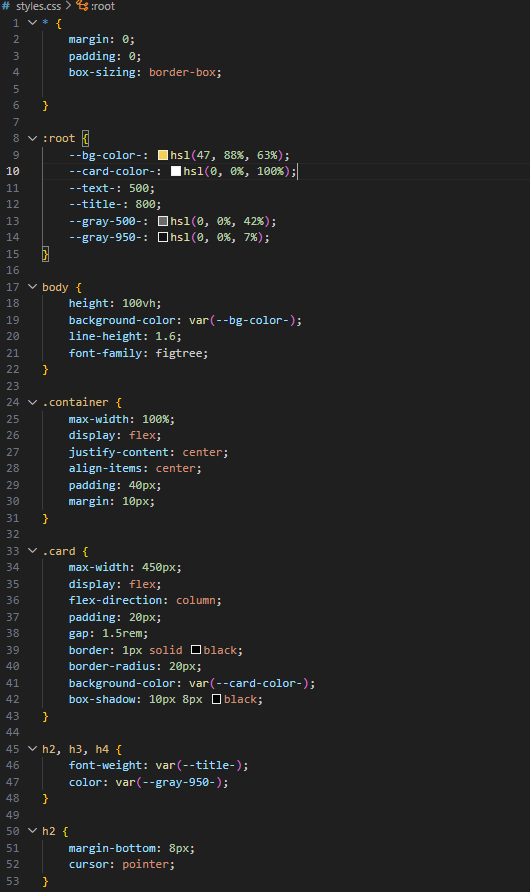 # styles.css > :root
1 * {
2 margin: 0;
3 padding: 0;
4 box-sizing: border-box;
5
6 }
7
8 :root {
9 --bg-color-: hsl(47, 88%, 63%);
10 --card-color-: hsl(0, 0%, 100%);
11 --text-: 500;
12 --title-: 800;
13 --gray-500-: hsl(0, 0%, 42%);
14 --gray-950-: hsl(0, 0%, 7%);
15 }
16
17 body {
18 height: 100vh;
19 background-color: var(--bg-color-);
20 line-height: 1.6;
21 font-family: figtree;
22 }
23
24 .container {
25 max-width: 100%;
26 display: flex;
27 justify-content: center;
28 align-items: center;
29 padding: 40px;
30 margin: 10px;
31 }
32
33 .card {
34 max-width: 450px;
35 display: flex;
36 flex-direction: column;
37 padding: 20px;
38 gap: 1.5rem;
39 border: 1px solid black;
40 border-radius: 20px;
41 background-color: var(--card-color-);
42 box-shadow: 10px 8px black;
43 }
44
45 h2, h3, h4 {
46 font-weight: var(--title-);
47 color: var(--gray-950-);
48 }
49
50 h2 {
51 margin-bottom: 8px;
52 cursor: pointer;
53 }